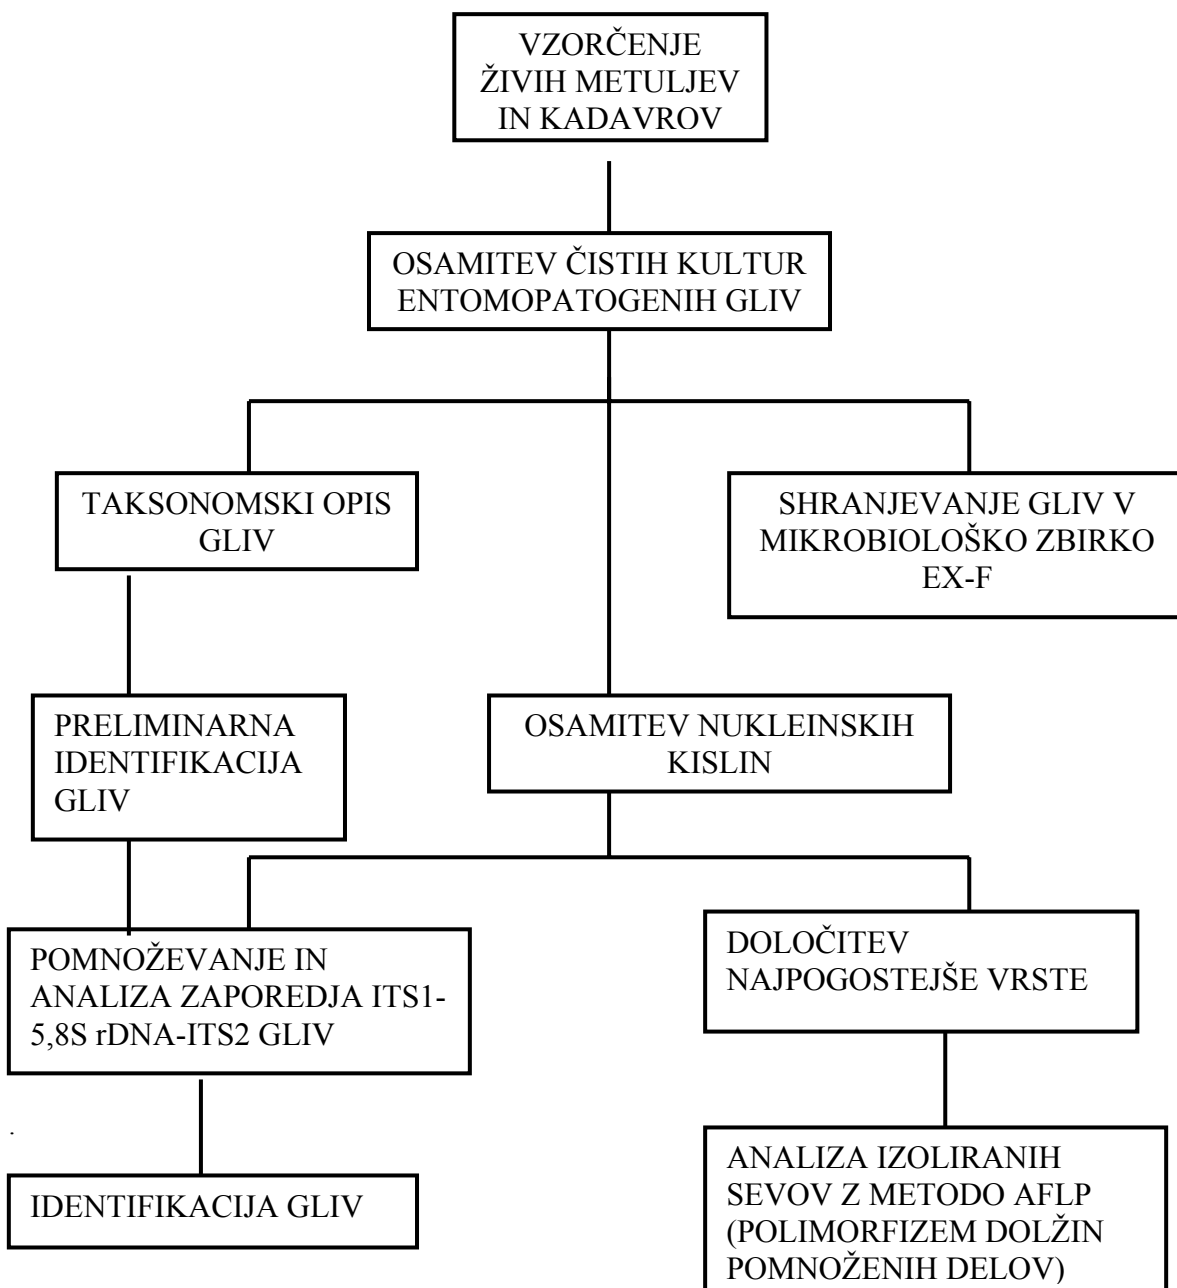 VZORČENJE
ŽIVIH METULJEV
IN KADAVROV
OSAMITEV ČISTIH KULTUR
ENTOMOPATOGENIH GLIV
TAKSONOMSKI OPIS
GLIV
SHRANJEVANJE GLIV V
MIKROBIOLOŠKO ZBIRKO
EX-F
PRELIMINARNA
IDENTIFIKACIJA
GLIV
OSAMITEV NUKLEINSKIH
KISLIN
POMNOŽEVANJE IN
ANALIZA ZAPOREDJA ITS1-
5,8S rDNA-ITS2 GLIV
DOLOČITEV
NAJPOGOSTEJŠE VRSTE
.
IDENTIFIKACIJA GLIV
ANALIZA IZOLIRANIH
SEVOV Z METODO AFLP
(POLIMORFIZEM DOLŽIN
POMNOŽENIH DELOV)